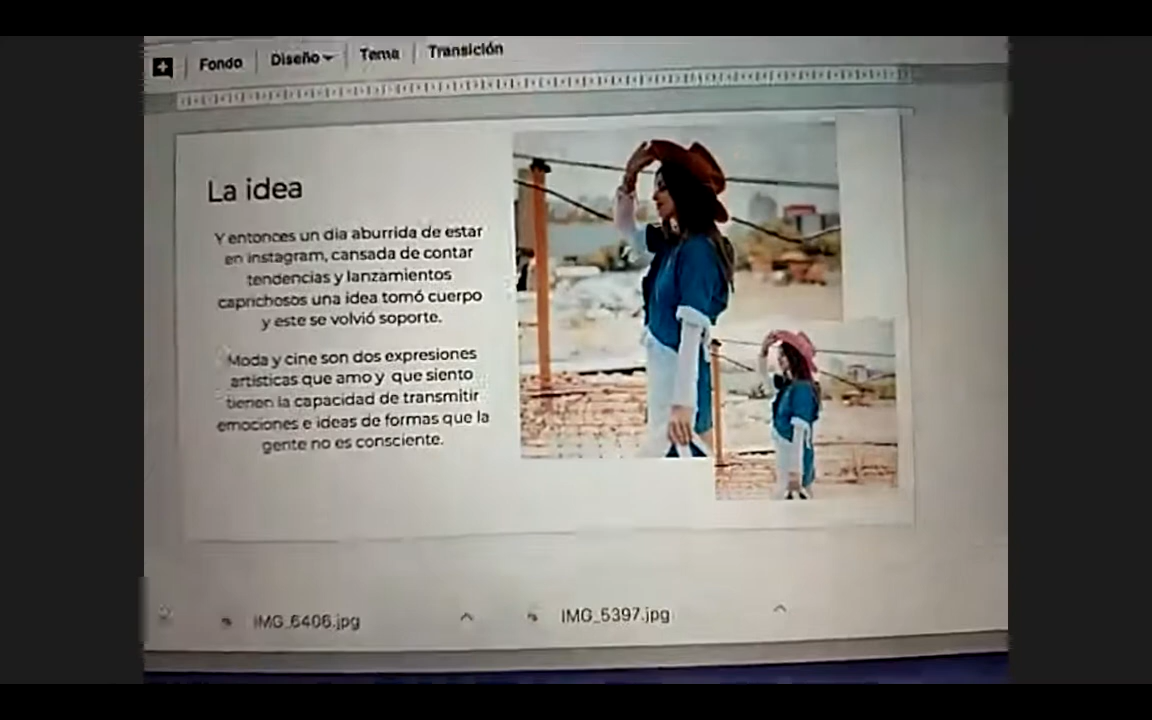 Fondo
Diseño
Tema
Transición
La idea
Y entonces un dia aburrida de estar
en instagram, cansada de contar
tendencias y lanzamientos
caprichosos una idea tomó cuerpo
y este se volvió soporte.
Moda y cine son dos expresiones
artísticas que amo y que siento
tienen la capacidad de transmitir
emociones e ideas de formas que la
gente no es consciente.
IMG_6406.jpg
IMG_5397.jpg